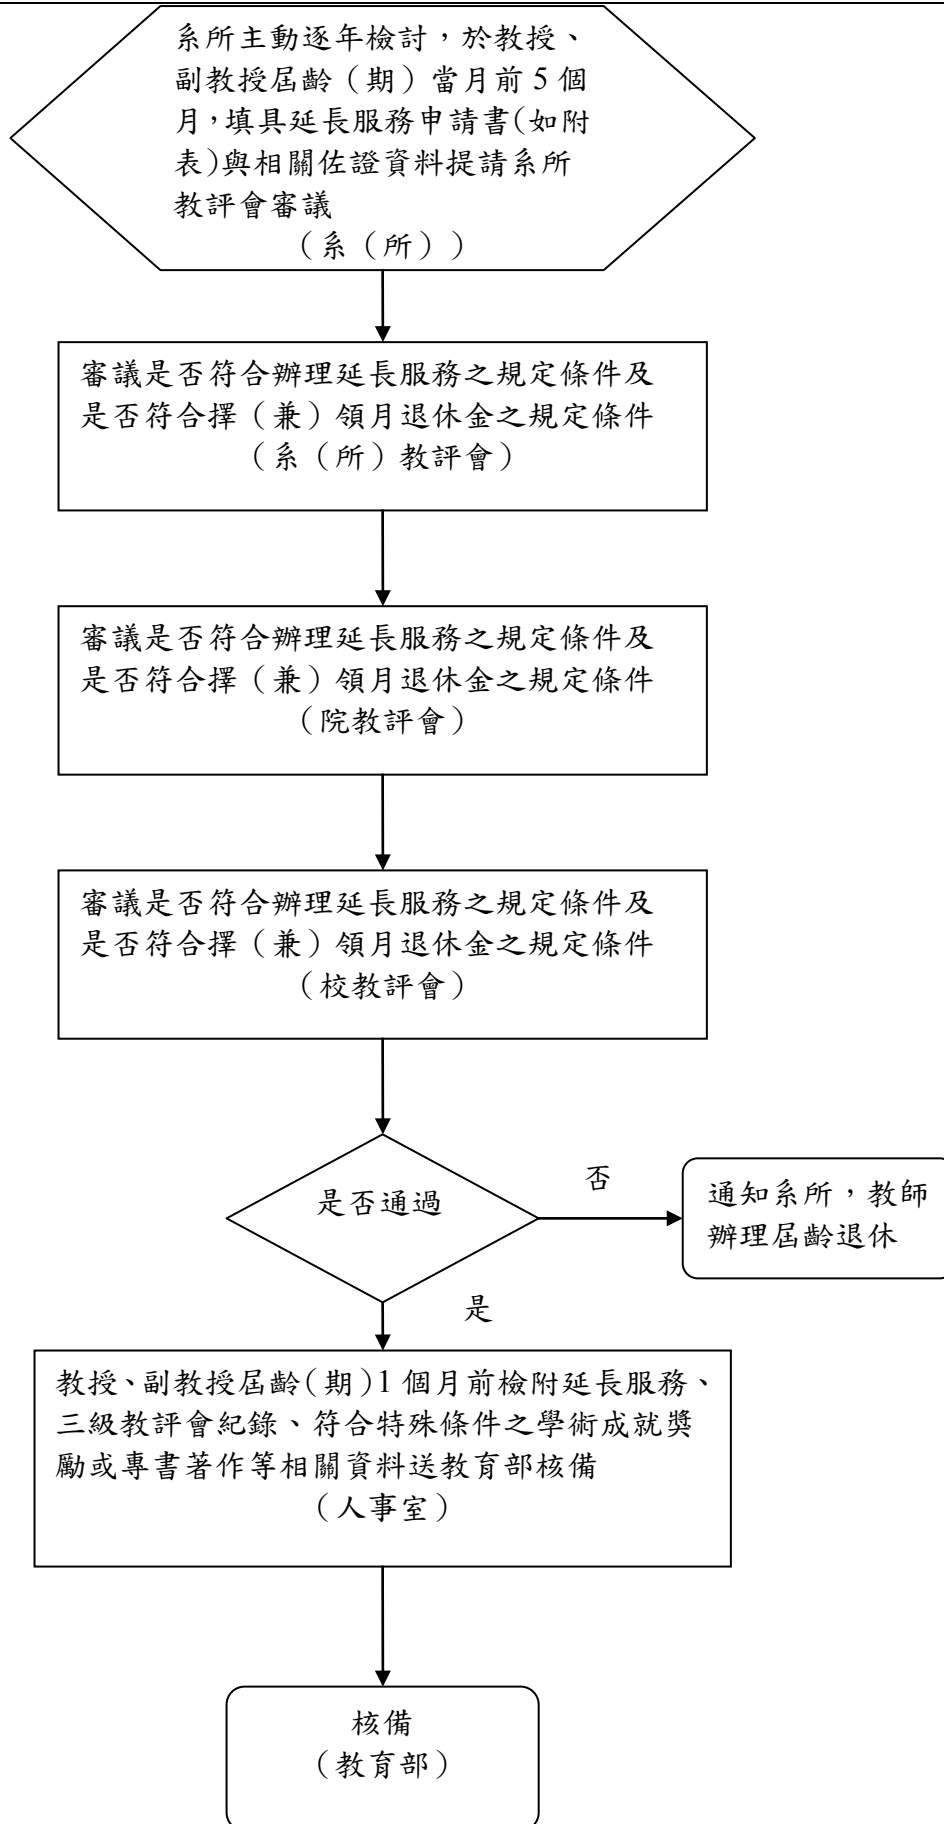 系所主動逐年檢討，於教授、
副教授屆齡（期）當月前 5 個
月，填具延長服務申請書(如附
表)與相關佐證資料提請系所
教評會審議
（系（所））
審議是否符合辦理延長服務之規定條件及
是否符合擇（兼）領月退休金之規定條件
（系（所）教評會）
審議是否符合辦理延長服務之規定條件及
是否符合擇（兼）領月退休金之規定條件
（院教評會）
審議是否符合辦理延長服務之規定條件及
是否符合擇（兼）領月退休金之規定條件
（校教評會）
是否通過
否
通知系所，教師
辦理屆齡退休
是
教授、副教授屆齡(期)1 個月前檢附延長服務、
三級教評會紀錄、符合特殊條件之學術成就獎
勵或專書著作等相關資料送教育部核備
（人事室）
核備
（教育部）